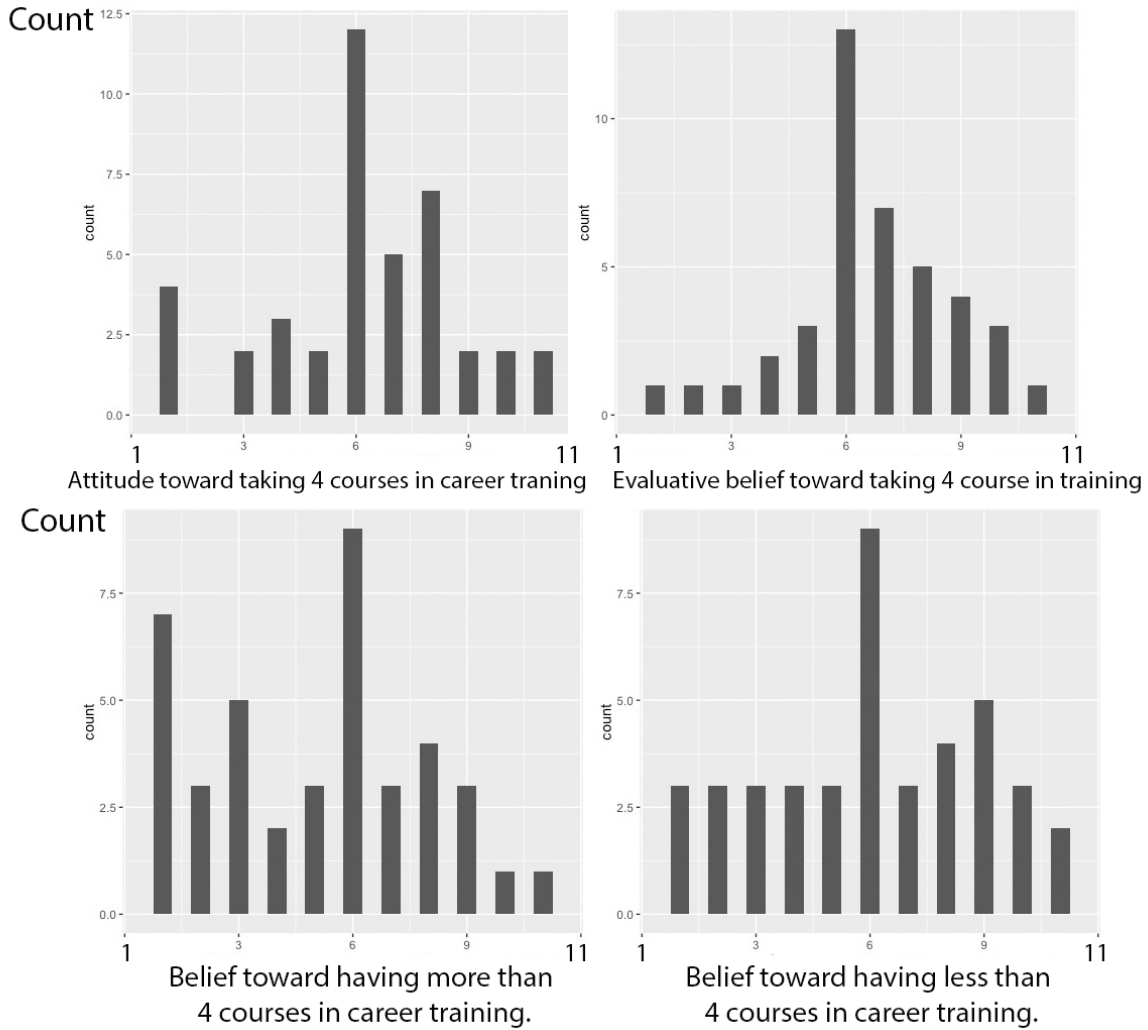 Count
12.5
10.0
7.5
5.0
2.5
0.0
count
1 3 6 9 11
Attitude toward taking 4 courses in career traning
10
5
0
count
1 3 6 9 11
Evaluative belief toward taking 4 course in training
Count
7.5
5.0
2.5
0.0
count
1 3 6 9 11
Belief toward having more than
4 courses in career training.
7.5
5.0
2.5
0.0
count
1 3 6 9 11
Belief toward having less than
4 courses in career training.